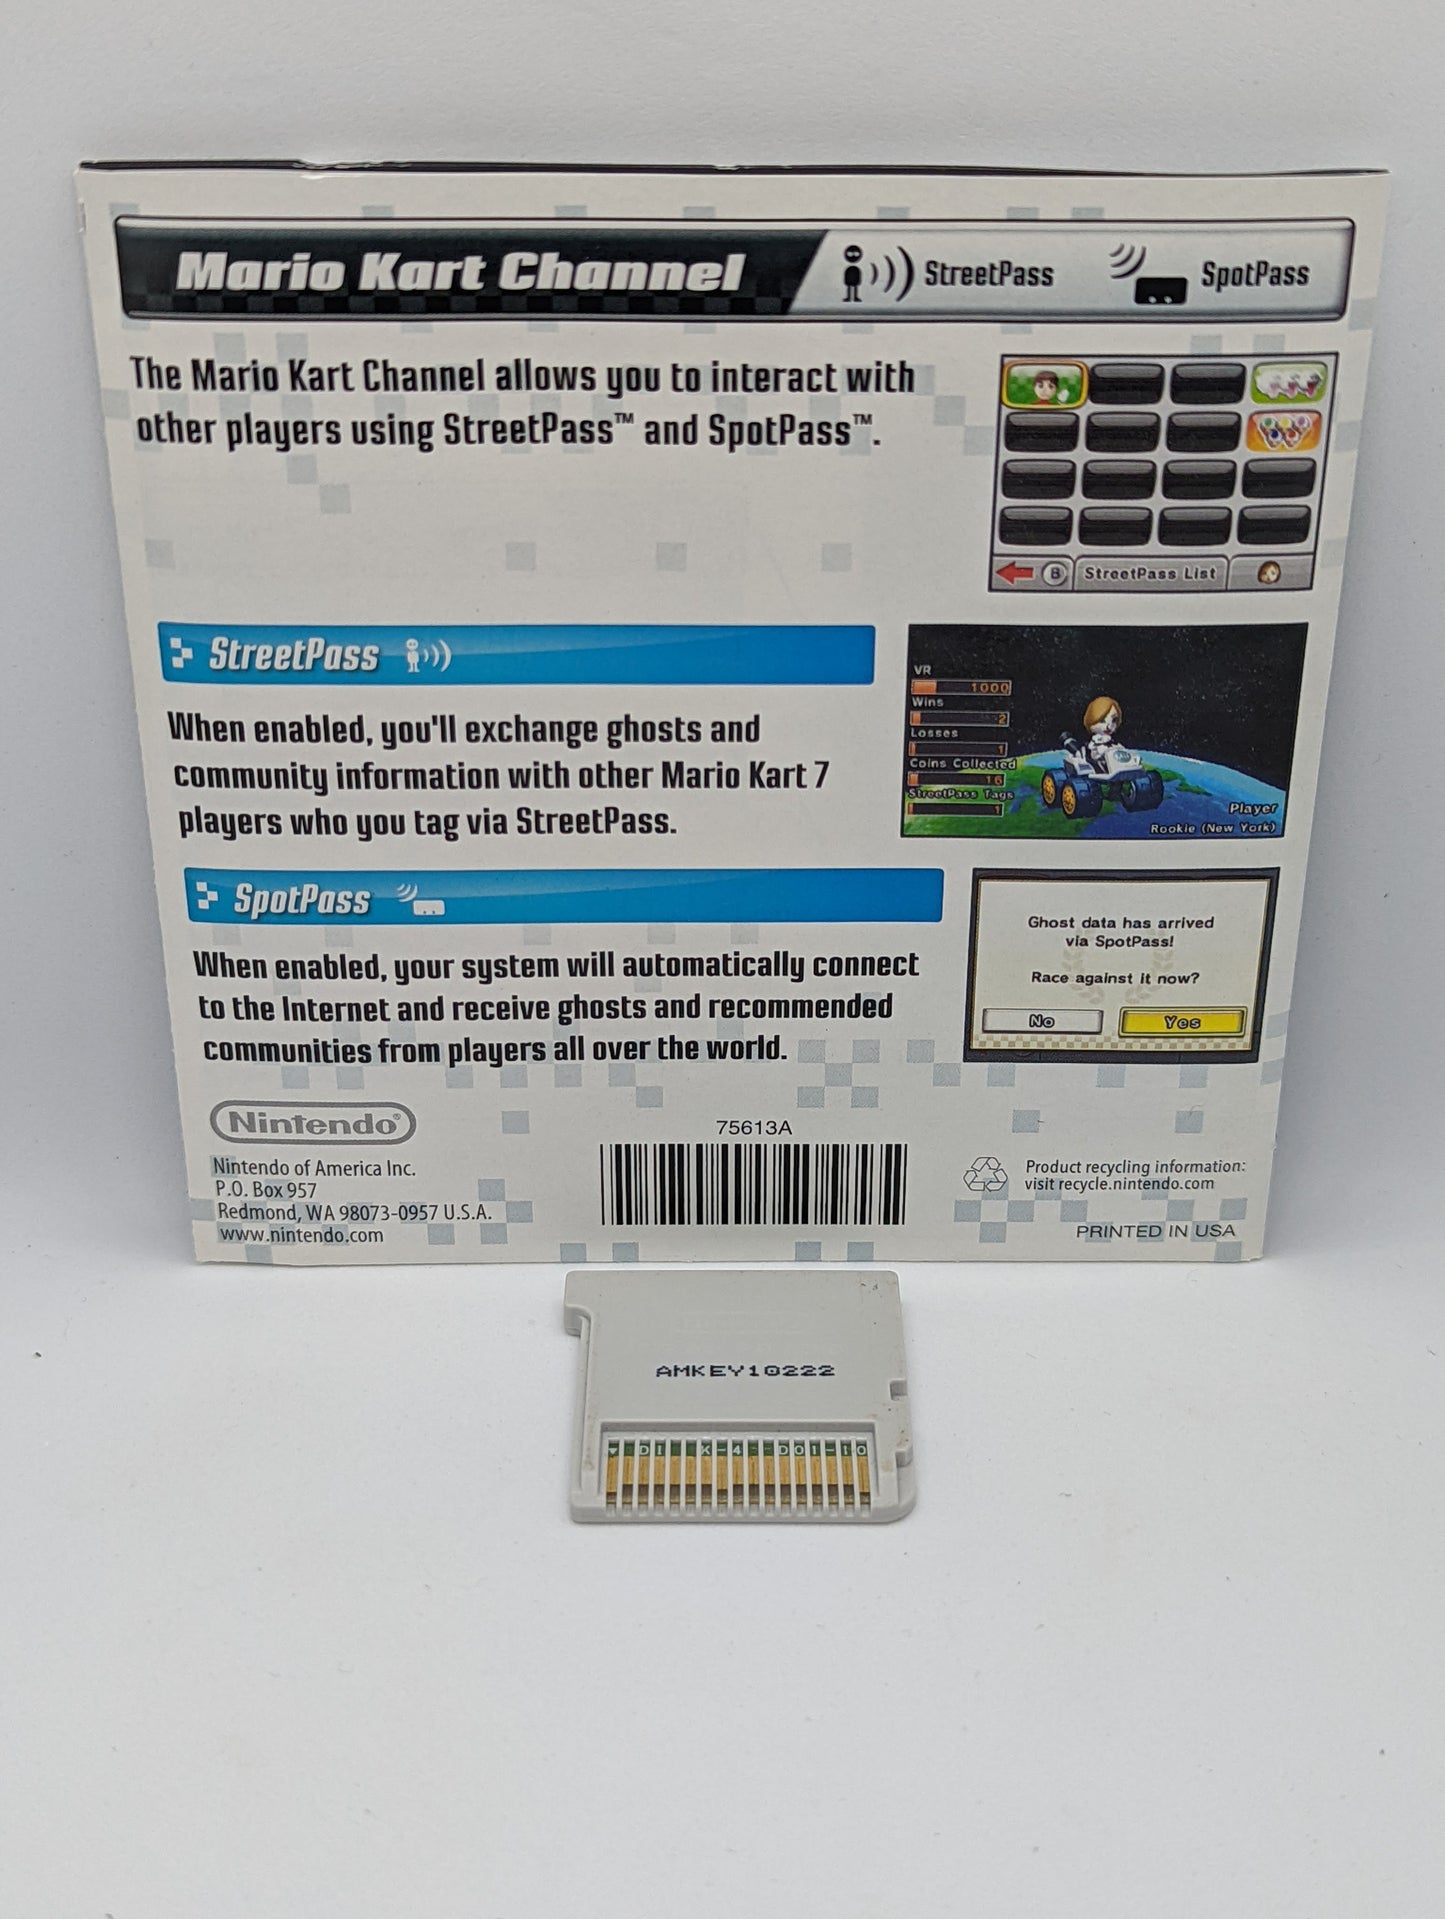 Mario Kart Channel StreetPass SpotPass
The Mario Kart Channel allows you to interact with
other players using StreetPass™ and SpotPass™.
B StreetPass List
StreetPass
When enabled, you'll exchange ghosts and
community information with other Mario Kart 7
players who you tag via StreetPass.
VR
1000
Wins
2
Losses
1
Coins Collected
16
StreetPass Tags
1
Player
Rookie (New York)
SpotPass
When enabled, your system will automatically connect
to the Internet and receive ghosts and recommended
communities from players all over the world.
Ghost data has arrived
via SpotPass!
Race against it now?
No Yes
Nintendo®
Nintendo of America Inc.
P.O. Box 957
Redmond, WA 98073-0957 U.S.A.
www.nintendo.com
75613A
Product recycling information:
visit recycle.nintendo.com
PRINTED IN USA
AMKEY10222